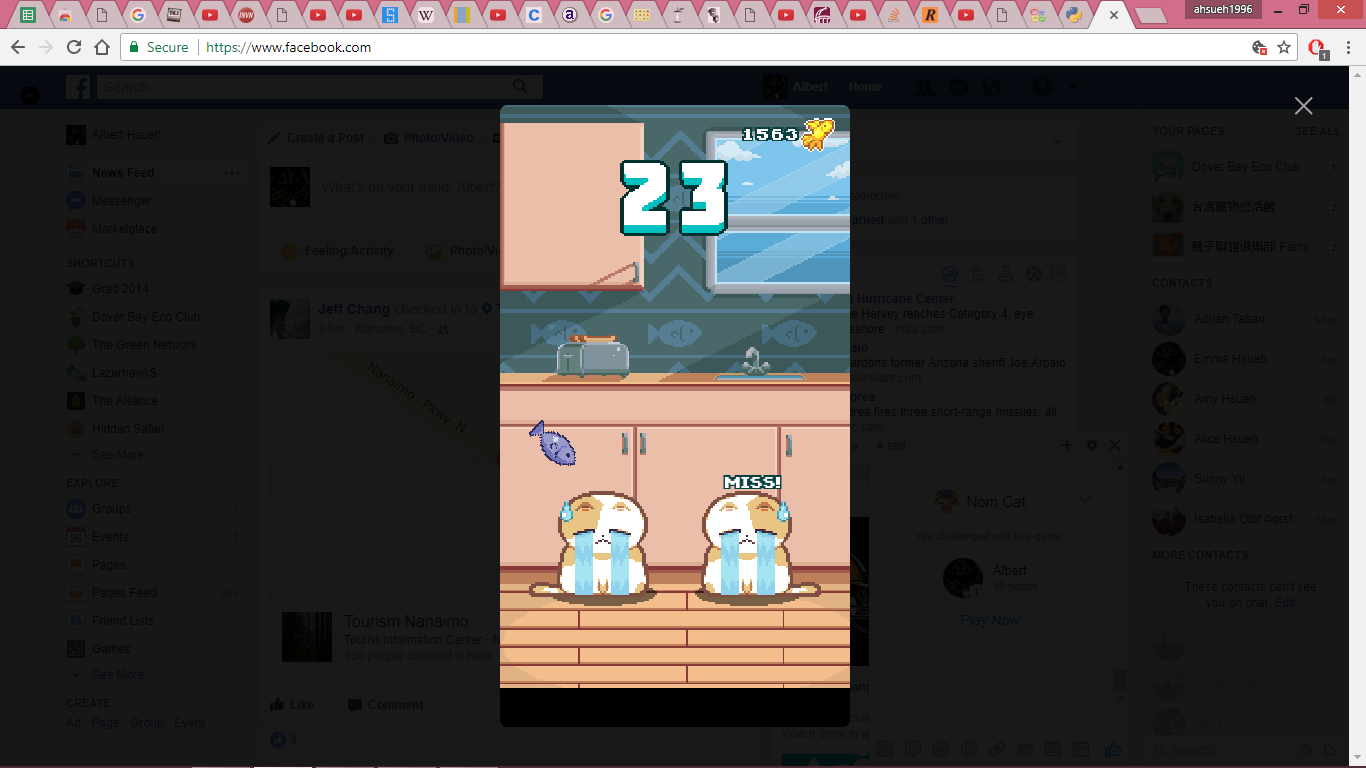 ahsueh1996
Secure
https://www.facebook.com
Search
Albert
Home
Albert Hsueh
News Feed
Messenger
Marketplace
SHORTCUTS
Grad 2014
Dover Bay Eco Club ...
The Green Network
Lazerhawk$
The Alliance
Hidden Safari
See More...
EXPLORE
Groups
Events
Pages
Pages Feed
20+
Friend Lists
Games
See More...
CREATE
Ad Page Group Event
Create a Post
Photo/Video
What's on your mind, Albert
Feeling/Activity
Photo/Vi
Jeff Chang checked in to
3 hrs · Nanaimo, BC
Nanaimo Pkwy N
Tourism Nanaimo
Tourist Information Center ·
130 people checked in here
Like
Comment
3
1563
23
MISS!
omorrow
arned and 1 other
Hurricane Center
e Harvey reaches Category 4, eye
eshore - nola.com
paio
ardons former Arizona sheriff Joe Arpaio
sinsider.com
orea
orea fires three short-range missiles; all
.com
self
Nom Cat
You challenged self to a game.
Albert
10 points
Play Now
Watch them in a
YOUR PAGES
SEE ALL
Dover Bay Eco Club
1
台灣寵物悠活館
2
親子聯誼俱樂部 Famil...
2
CONTACTS
Adrian Tabari
Emma Hsueh
Amy Hsueh
Alice Hsueh
Sunny Yu
Ísabella Ólöf Þorst...
MORE CONTACTS
These contacts can't see
you on chat. Edit
Search